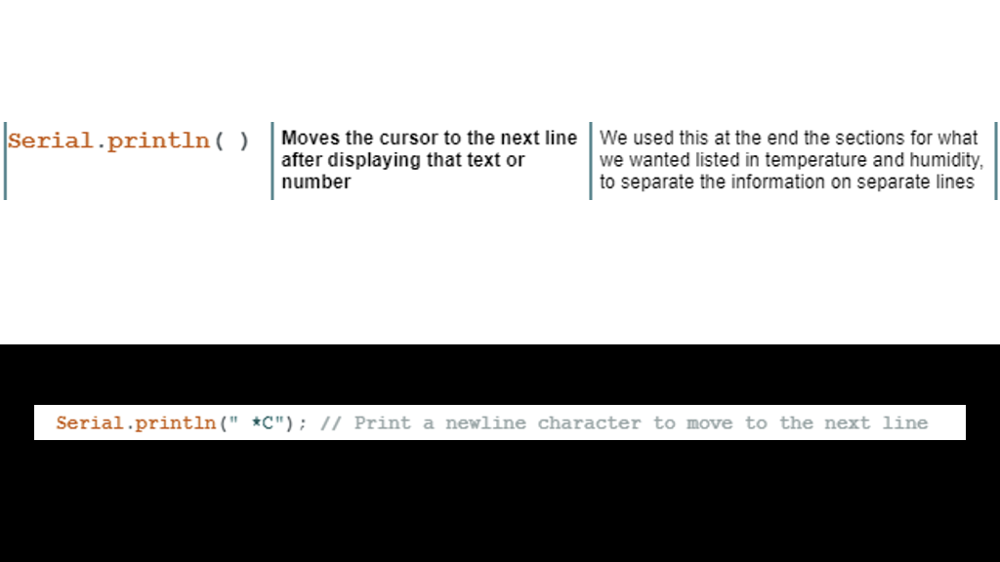 Serial.println( )
Moves the cursor to the next line
after displaying that text or
number
We used this at the end the sections for what
we wanted listed in temperature and humidity,
to separate the information on separate lines
Serial.println(" *C"); // Print a newline character to move to the next line